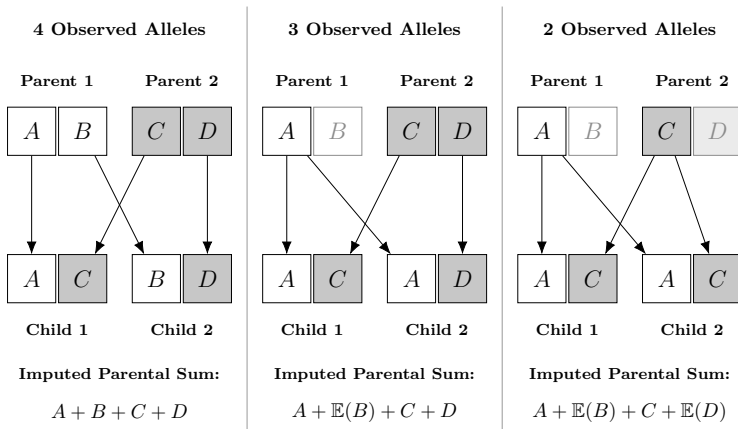 4 Observed Alleles
Parent 1 Parent 2
A B C D
A C B D
Child 1 Child 2
Imputed Parental Sum:
A + B + C + D
3 Observed Alleles
Parent 1 Parent 2
A B C D
A C A D
Child 1 Child 2
Imputed Parental Sum:
A + 𝔼(B) + C + D
2 Observed Alleles
Parent 1 Parent 2
A B C D
A C A C
Child 1 Child 2
Imputed Parental Sum:
A + 𝔼(B) + C + 𝔼(D)